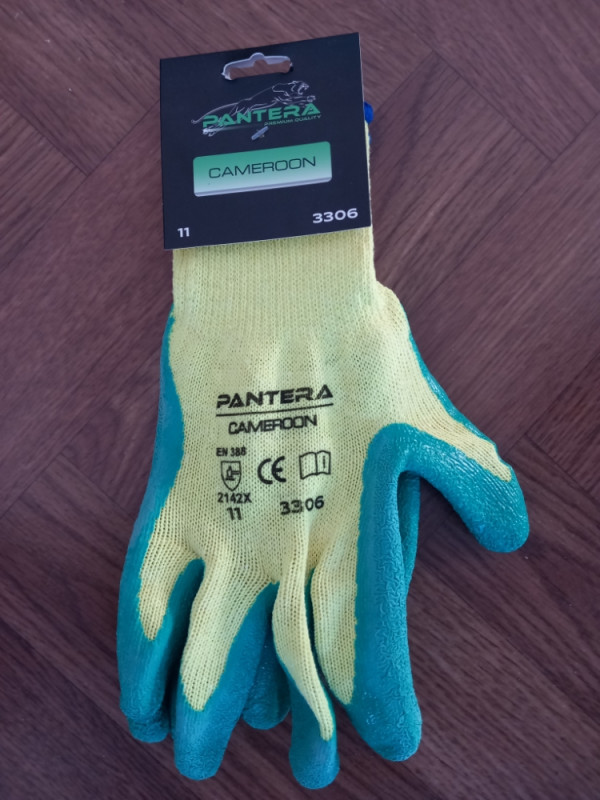 PANTERA
PREMIUM QUALITY
CAMEROON
11
3306
PANTERA
CAMEROON
EN 388
CE
2142X
11
3306